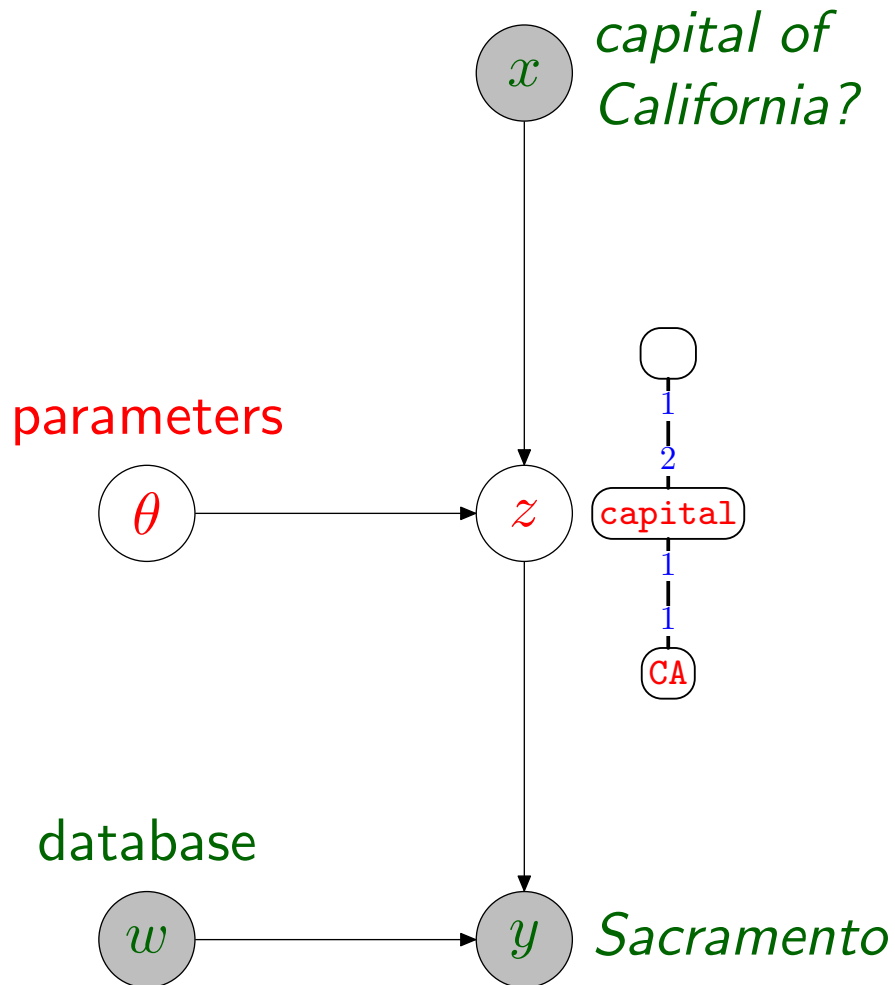 x
capital of
California?
1
parameters
2
θ
z
capital
1
1
CA
database
w
y
Sacramento